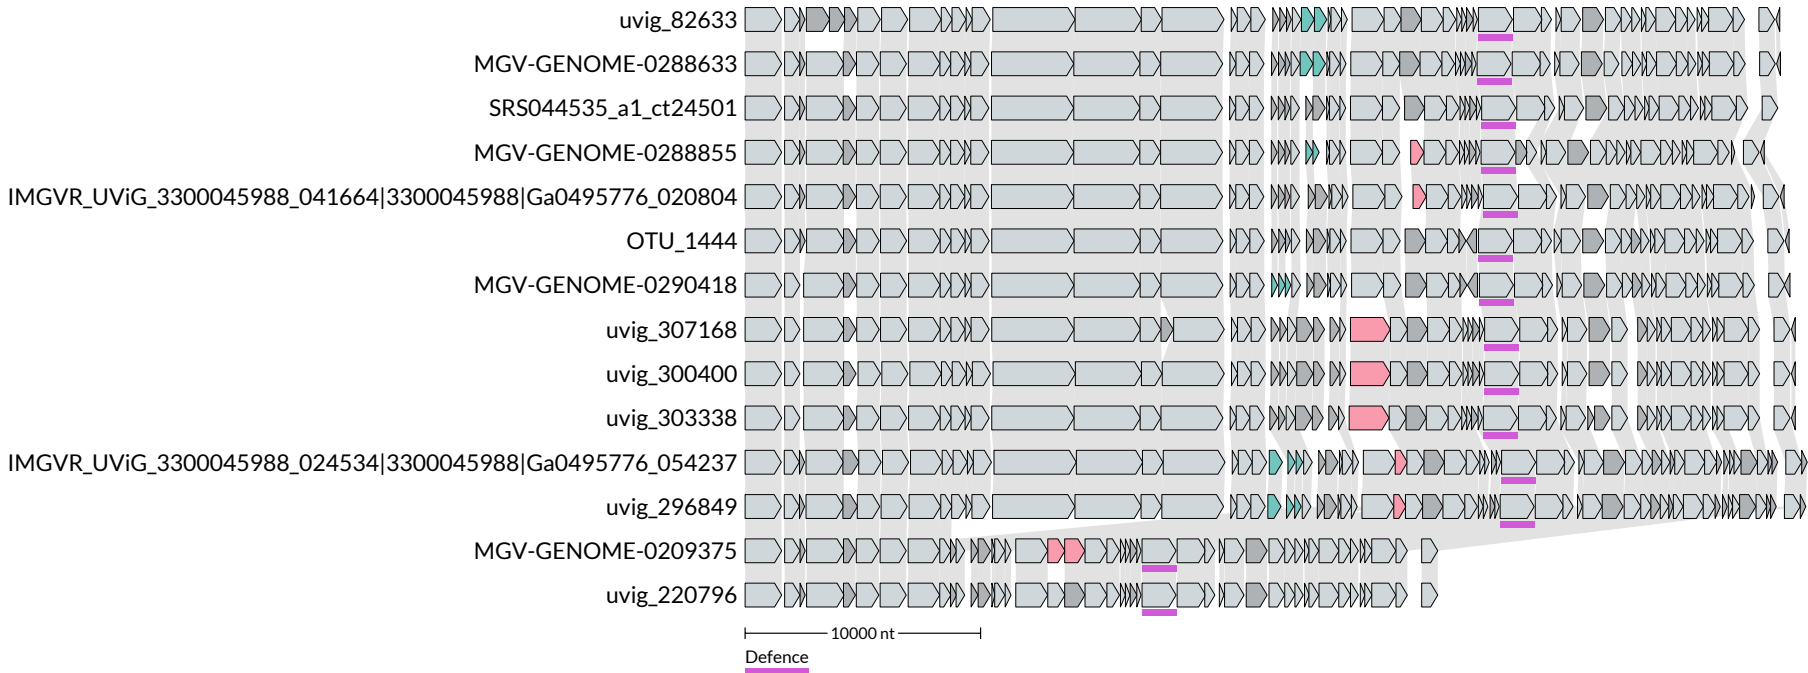 uvig_82633
MGV-GENOME-0288633
SRS044535_a1_ct24501
MGV-GENOME-0288855
IMGVR_UViG_3300045988_041664|3300045988|Ga0495776_020804
OTU_1444
MGV-GENOME-0290418
uvig_307168
uvig_300400
uvig_303338
IMGVR_UViG_3300045988_024534|3300045988|Ga0495776_054237
uvig_296849
MGV-GENOME-0209375
uvig_220796
10000 nt
Defence